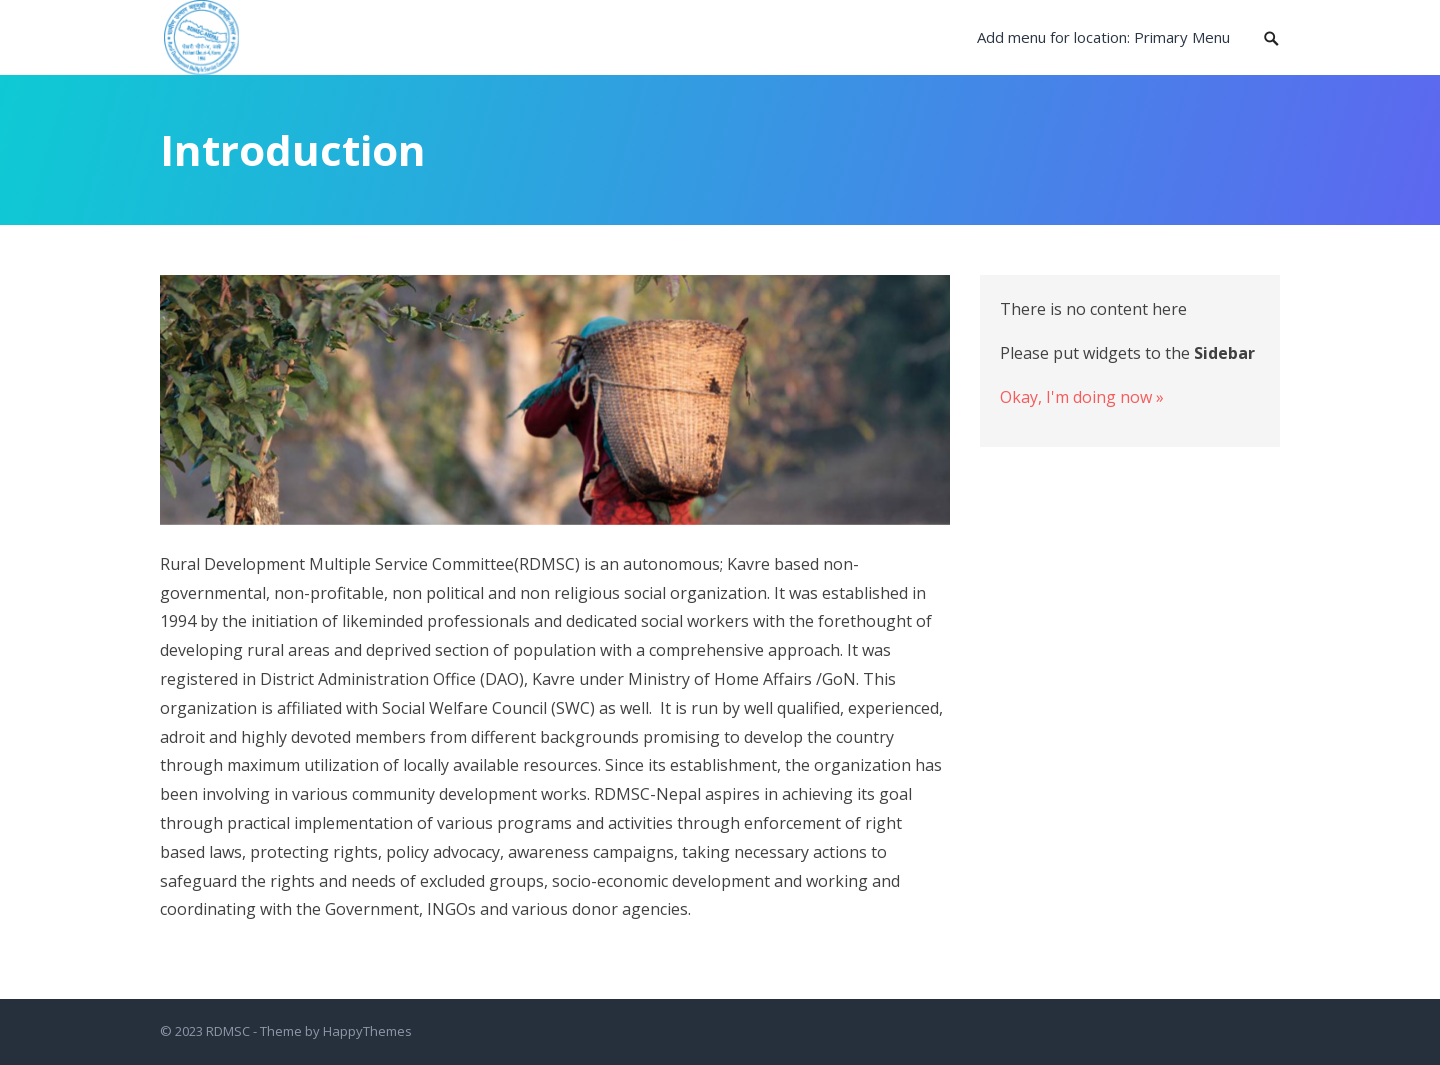 RDMSC-NEPAL
Add menu for location: Primary Menu
Introduction
There is no content here
Please put widgets to the Sidebar
Okay, I'm doing now »
Rural Development Multiple Service Committee(RDMSC) is an autonomous; Kavre based non-
governmental, non-profitable, non political and non religious social organization. It was established in
1994 by the initiation of likeminded professionals and dedicated social workers with the forethought of
developing rural areas and deprived section of population with a comprehensive approach. It was
registered in District Administration Office (DAO), Kavre under Ministry of Home Affairs /GoN. This
organization is affiliated with Social Welfare Council (SWC) as well.  It is run by well qualified, experienced,
adroit and highly devoted members from different backgrounds promising to develop the country
through maximum utilization of locally available resources. Since its establishment, the organization has
been involving in various community development works. RDMSC-Nepal aspires in achieving its goal
through practical implementation of various programs and activities through enforcement of right
based laws, protecting rights, policy advocacy, awareness campaigns, taking necessary actions to
safeguard the rights and needs of excluded groups, socio-economic development and working and
coordinating with the Government, INGOs and various donor agencies.
© 2023 RDMSC - Theme by HappyThemes